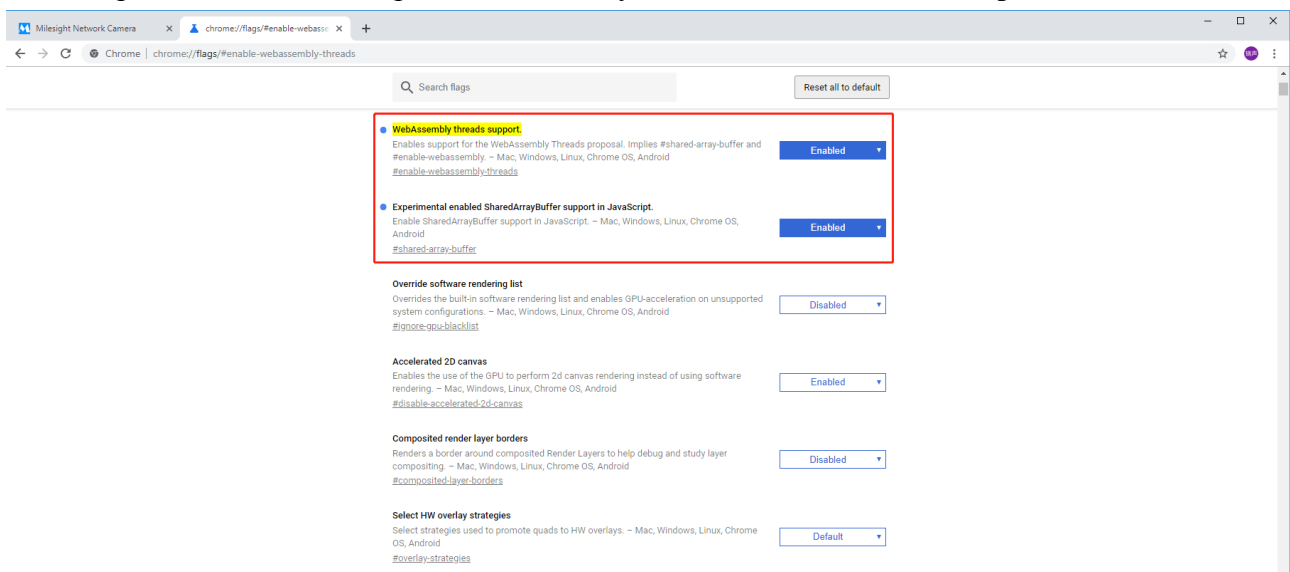 Milesight Network Camera
chrome://flags/#enable-webasse
Chrome | chrome://flags/#enable-webassembly-threads
Search flags
Reset all to default
WebAssembly threads support.
Enables support for the WebAssembly Threads proposal. Implies #shared-array-buffer and
#enable-webassembly. – Mac, Windows, Linux, Chrome OS, Android
Enabled
#enable-webassembly-threads
Experimental enabled SharedArrayBuffer support in JavaScript.
Enable SharedArrayBuffer support in JavaScript. – Mac, Windows, Linux, Chrome OS,
Android
Enabled
#shared-array-buffer
Override software rendering list
Overrides the built-in software rendering list and enables GPU-acceleration on unsupported
system configurations. – Mac, Windows, Linux, Chrome OS, Android
Disabled
#ignore-gpu-blacklist
Accelerated 2D canvas
Enables the use of the GPU to perform 2d canvas rendering instead of using software
rendering. – Mac, Windows, Linux, Chrome OS, Android
Enabled
#disable-accelerated-2d-canvas
Composited render layer borders
Renders a border around composited Render Layers to help debug and study layer
compositing. – Mac, Windows, Linux, Chrome OS, Android
Disabled
#composited-layer-borders
Select HW overlay strategies
Select strategies used to promote quads to HW overlays. – Mac, Windows, Linux, Chrome
OS, Android
Default
#overlay-strategies